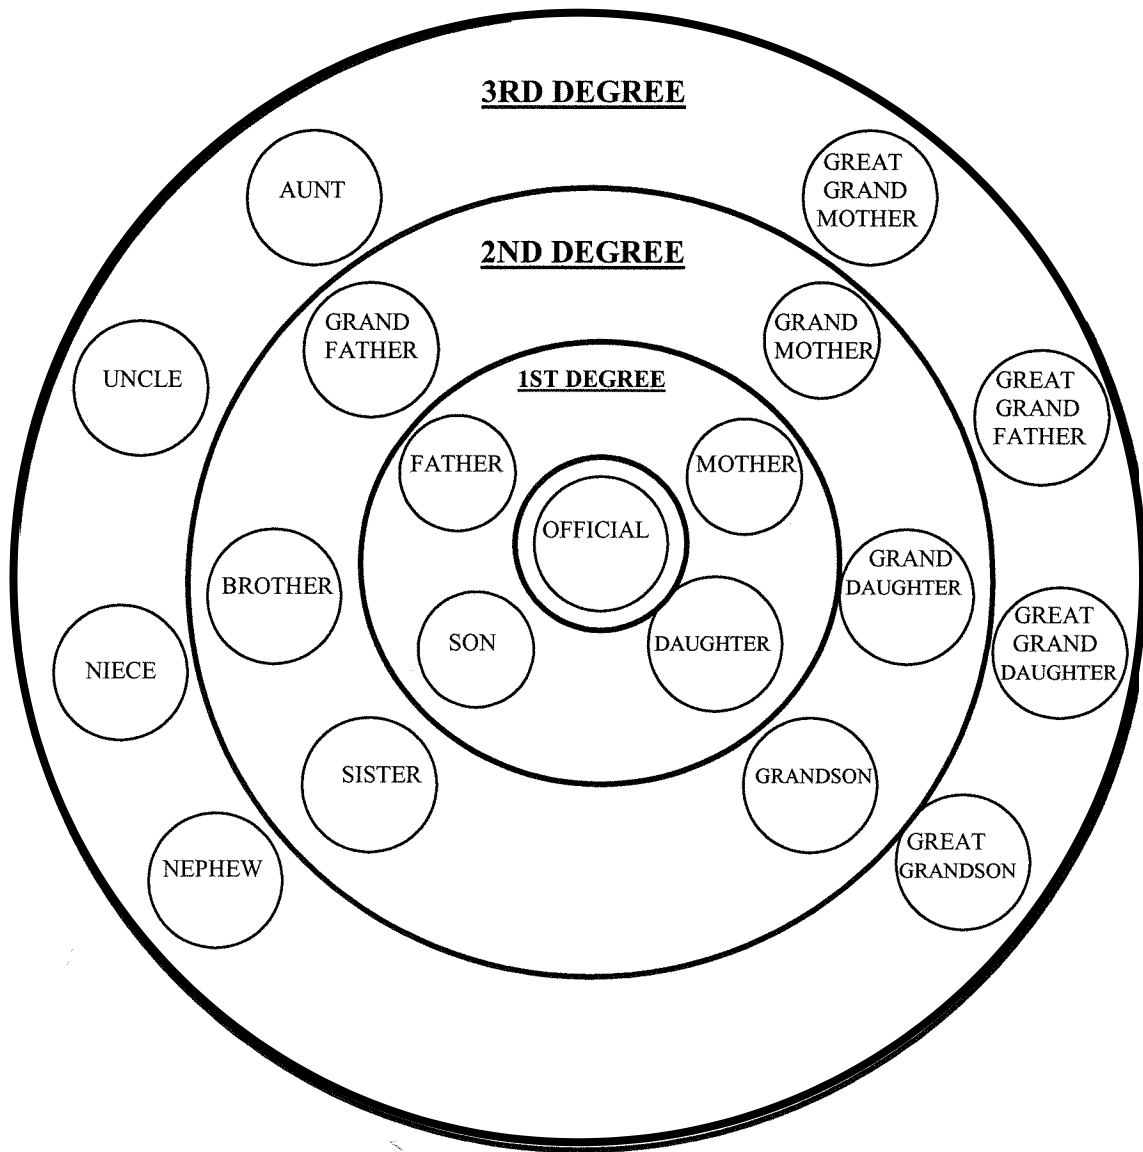 3RD DEGREE
AUNT
GREAT
GRAND
MOTHER
2ND DEGREE
GRAND
FATHER
GRAND
MOTHER
UNCLE
1ST DEGREE
GREAT
GRAND
FATHER
FATHER
MOTHER
OFFICIAL
BROTHER
GRAND
DAUGHTER
SON
DAUGHTER
GREAT
GRAND
DAUGHTER
NIECE
SISTER
GRANDSON
NEPHEW
GREAT
GRANDSON